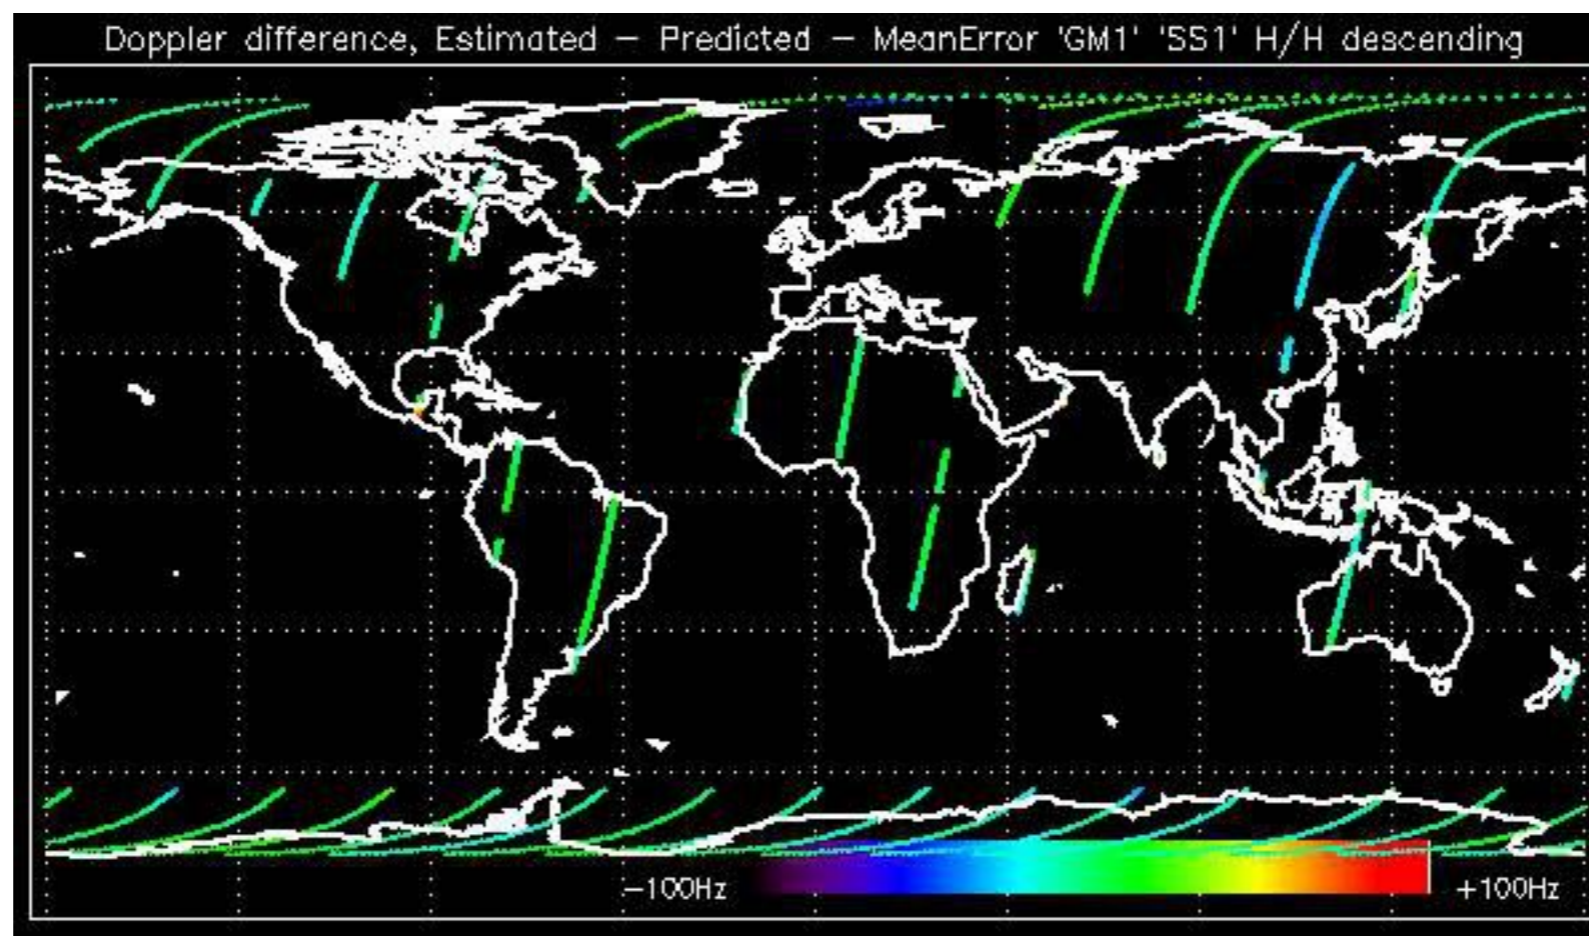 Doppler difference, Estimated − Predicted − MeanError 'GM1' 'SS1' H/H descending
−100Hz +100Hz